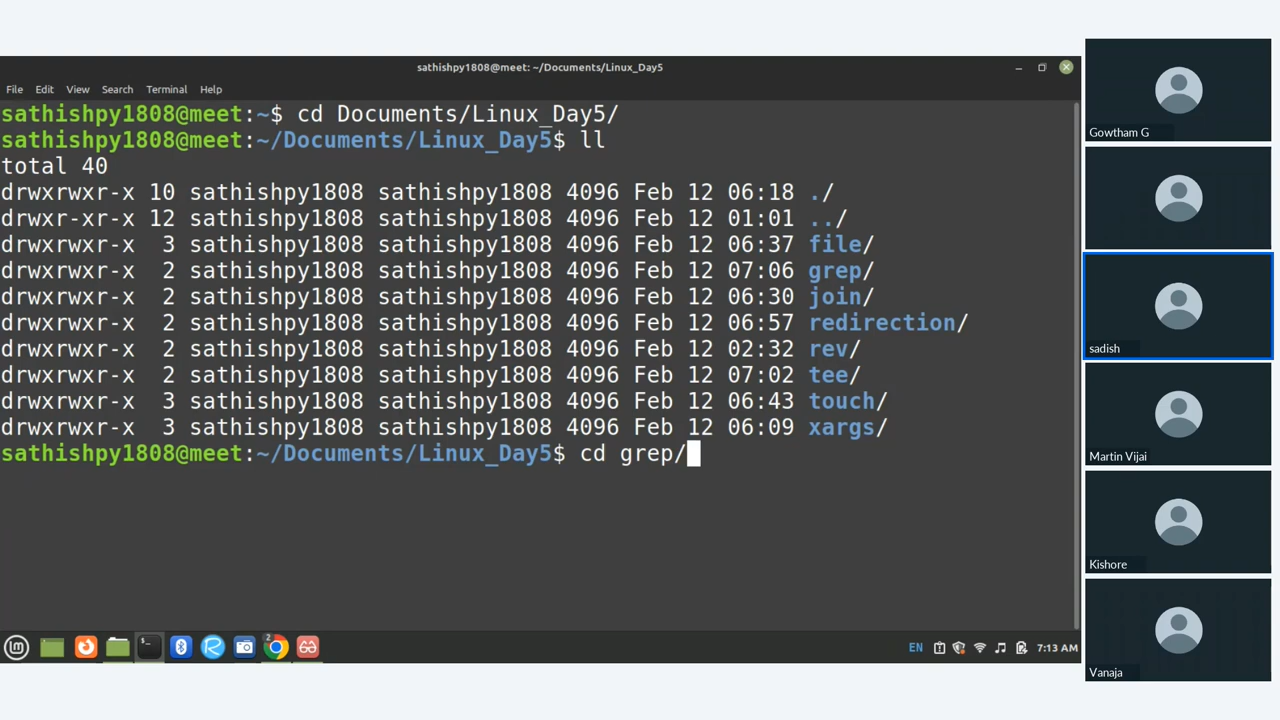 sathishpy1808@meet: ~/Documents/Linux_Day5
File Edit View Search Terminal Help
sathishpy1808@meet:~$ cd Documents/Linux_Day5/
sathishpy1808@meet:~/Documents/Linux_Day5$ ll
total 40
drwxrwxr-x 10 sathishpy1808 sathishpy1808 4096 Feb 12 06:18 ./
drwxr-xr-x 12 sathishpy1808 sathishpy1808 4096 Feb 12 01:01 ../
drwxrwxr-x  3 sathishpy1808 sathishpy1808 4096 Feb 12 06:37 file/
drwxrwxr-x  2 sathishpy1808 sathishpy1808 4096 Feb 12 07:06 grep/
drwxrwxr-x  2 sathishpy1808 sathishpy1808 4096 Feb 12 06:30 join/
drwxrwxr-x  2 sathishpy1808 sathishpy1808 4096 Feb 12 06:57 redirection/
drwxrwxr-x  2 sathishpy1808 sathishpy1808 4096 Feb 12 02:32 rev/
drwxrwxr-x  2 sathishpy1808 sathishpy1808 4096 Feb 12 07:02 tee/
drwxrwxr-x  3 sathishpy1808 sathishpy1808 4096 Feb 12 06:43 touch/
drwxrwxr-x  3 sathishpy1808 sathishpy1808 4096 Feb 12 06:09 xargs/
sathishpy1808@meet:~/Documents/Linux_Day5$ cd grep/
2
EN 7:13 AM
Gowtham G
sadish
Martin Vijai
Kishore
Vanaja